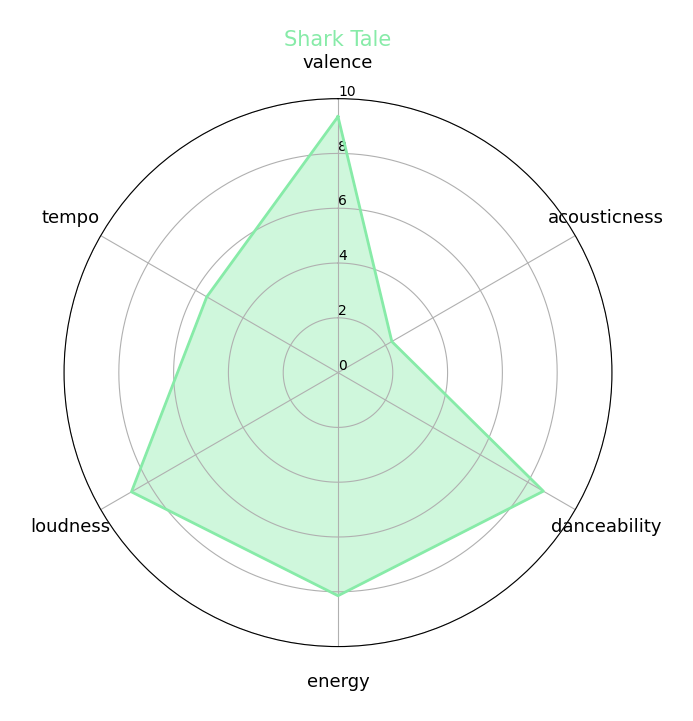 Shark Tale
valence
10
8
6
4
2
0
tempo
acousticness
loudness
danceability
energy